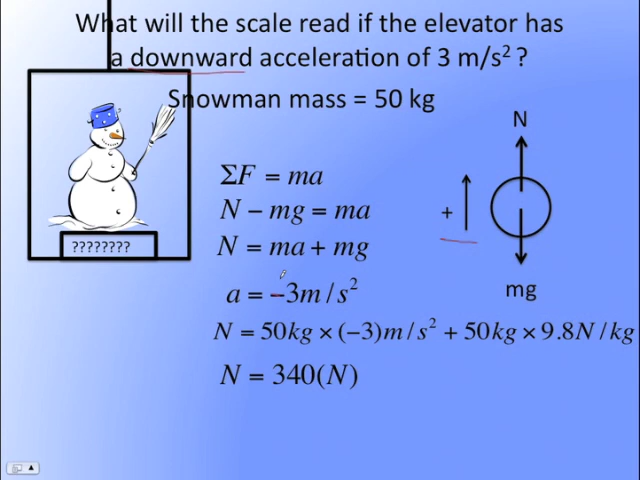 What will the scale read if the elevator has
a downward acceleration of 3 m/s² ?
Snowman mass = 50 kg
N
ΣF = ma
N − mg = ma
+
????????
N = ma + mg
a = −3m / s²
mg
N = 50kg × (−3)m / s² + 50kg × 9.8N / kg
N = 340(N)